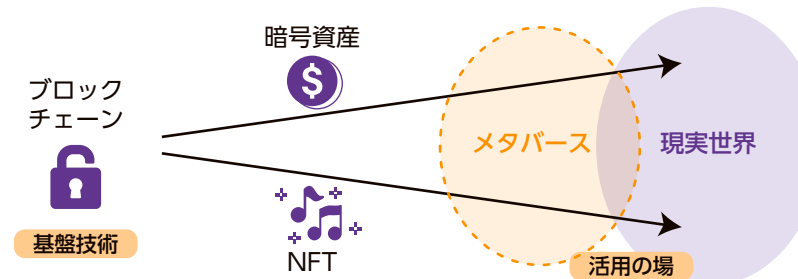 暗号資産
$
ブロック
チェーン
メタバース
現実世界
基盤技術
NFT
活用の場